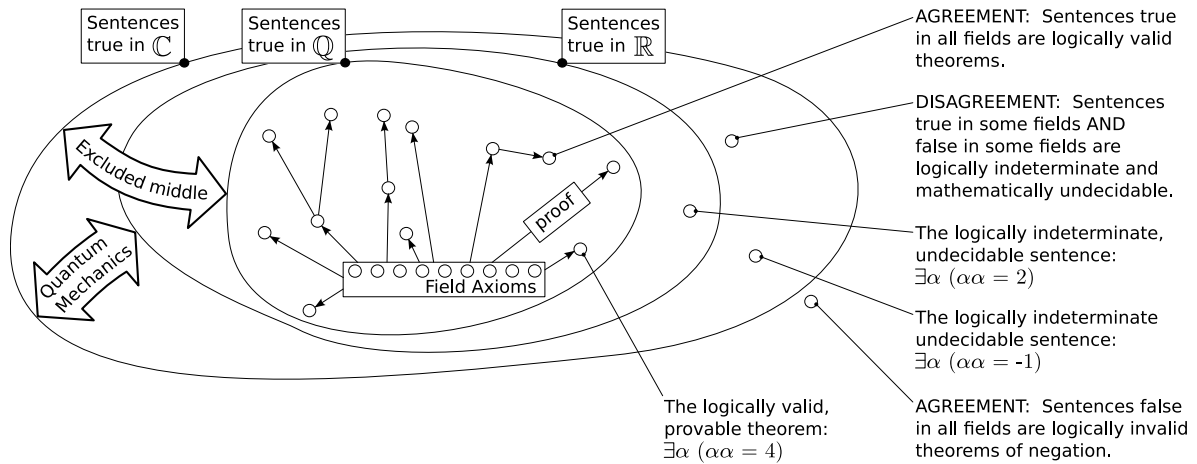 Sentences
true in ℂ
Sentences
true in ℚ
Sentences
true in ℝ
AGREEMENT: Sentences true
in all fields are logically valid
theorems.
DISAGREEMENT: Sentences
true in some fields AND
false in some fields are
logically indeterminate and
mathematically undecidable.
Excluded middle
proof
Quantum
Mechanics
Field Axioms
The logically indeterminate,
undecidable sentence:
∃α (αα = 2)
The logically indeterminate
undecidable sentence:
∃α (αα = -1)
The logically valid,
provable theorem:
∃α (αα = 4)
AGREEMENT: Sentences false
in all fields are logically invalid
theorems of negation.